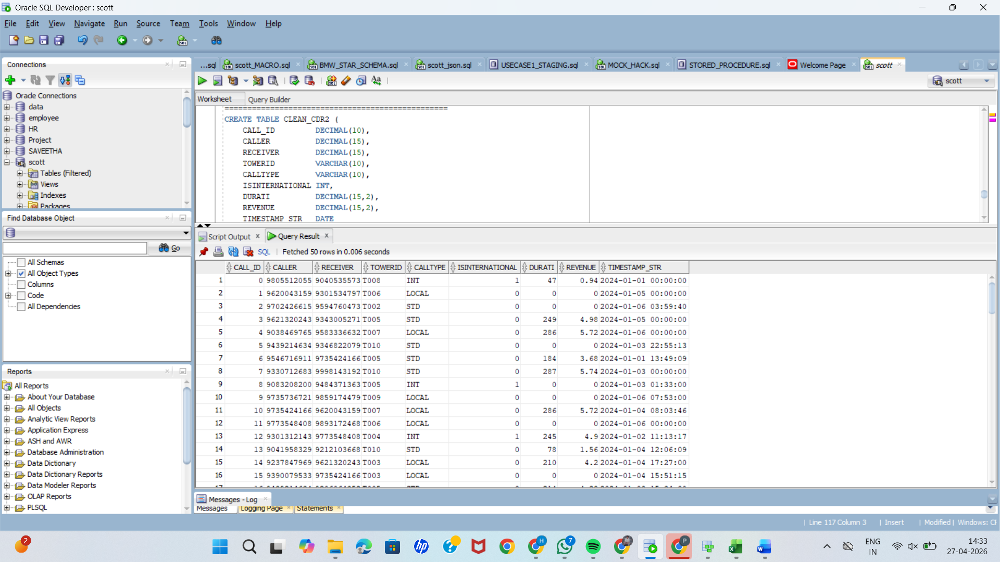 Oracle SQL Developer : scott
File Edit View Navigate Run Source Team Tools Window Help
Connections
Oracle Connections
data
employee
HR
Project
SAVEETHA
scott
Tables (Filtered)
Views
Indexes
Packages
Find Database Object
Go
All Schemas
All Object Types
Columns
Code
All Dependencies
Reports
All Reports
About Your Database
All Objects
Analytic View Reports
Application Express
ASH and AWR
Database Administration
Data Dictionary
Data Dictionary Reports
Data Modeler Reports
OLAP Reports
PLSQL
...sql scott_MACRO.sql BMW_STAR_SCHEMA.sql scott_json.sql USECASE1_STAGING.sql MOCK_HACK.sql STORED_PROCEDURE.sql Welcome Page scott
scott
Worksheet Query Builder
CREATE TABLE CLEAN_CDR2 (
CALL_ID DECIMAL(10),
CALLER DECIMAL(15),
RECEIVER DECIMAL(15),
TOWERID VARCHAR(10),
CALLTYPE VARCHAR(10),
ISINTERNATIONAL INT,
DURATI DECIMAL(15,2),
REVENUE DECIMAL(15,2),
TIMESTAMP_STR DATE
Script Output x Query Result x
SQL | Fetched 50 rows in 0.006 seconds
CALL_ID CALLER RECEIVER TOWERID CALLTYPE ISINTERNATIONAL DURATI REVENUE TIMESTAMP_STR
1 0 9805512055 9040535573 T008 INT 1 47 0.94 2024-01-01 00:00:00
2 1 9620043159 9301534797 T006 LOCAL 0 0 0 2024-01-05 00:00:00
3 2 9702426615 9594760473 T002 STD 0 0 0 2024-01-06 03:59:40
4 3 9621320243 9343005271 T005 STD 0 249 4.98 2024-01-05 00:00:00
5 4 9038469765 9583336632 T007 LOCAL 0 286 5.72 2024-01-06 00:00:00
6 5 9439214634 9346822079 T010 STD 0 0 0 2024-01-03 22:55:13
7 6 9546716911 9735424166 T005 STD 0 184 3.68 2024-01-01 13:49:09
8 7 9330712683 9998143192 T010 STD 0 287 5.74 2024-01-03 00:00:00
9 8 9083208200 9484371363 T005 INT 1 0 0 2024-01-03 01:33:00
10 9 9735736721 9859174479 T009 LOCAL 0 0 0 2024-01-06 07:53:00
11 10 9735424166 9620043159 T007 LOCAL 0 286 5.72 2024-01-04 08:03:46
12 11 9773548408 9893172468 T006 LOCAL 0 0 0 2024-01-06 00:00:00
13 12 9301312143 9773548408 T004 INT 1 245 4.9 2024-01-02 11:13:17
14 13 9041958329 9212103668 T010 STD 0 78 1.56 2024-01-04 12:06:09
15 14 9237847969 9621320243 T003 LOCAL 0 210 4.2 2024-01-04 17:27:00
16 15 9390079533 9735424166 T003 LOCAL 0 0 0 2024-01-04 15:51:15
Messages - Log
Messages Logging Page Statements
| Line 117 Column 3 | Insert | Modified | Windows: CF
2
H
7
P
ENG
IN
14:33
27-04-2026